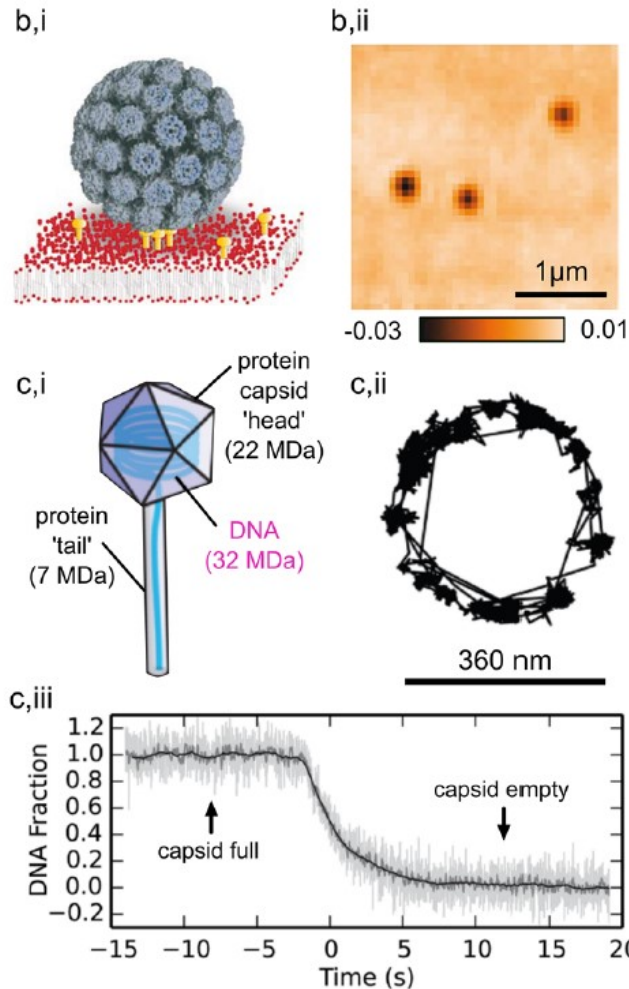 b,i
b,ii
1µm
-0.03
0.01
c,i
protein
capsid
'head'
(22 MDa)
protein
'tail'
(7 MDa)
DNA
(32 MDa)
c,ii
360 nm
c,iii
DNA Fraction
1.2
1.0
0.8
0.6
0.4
0.2
0.0
−0.2
capsid full
capsid empty
−15
−10
−5
0
5
10
15
20
Time (s)